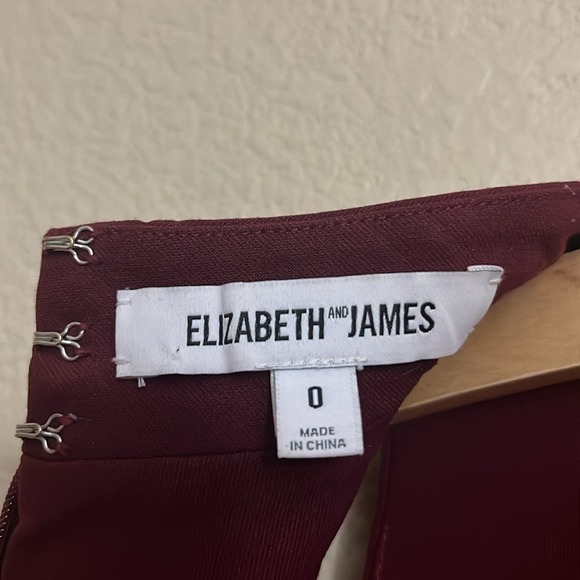 ELIZABETH AND JAMES
0
MADE
IN CHINA